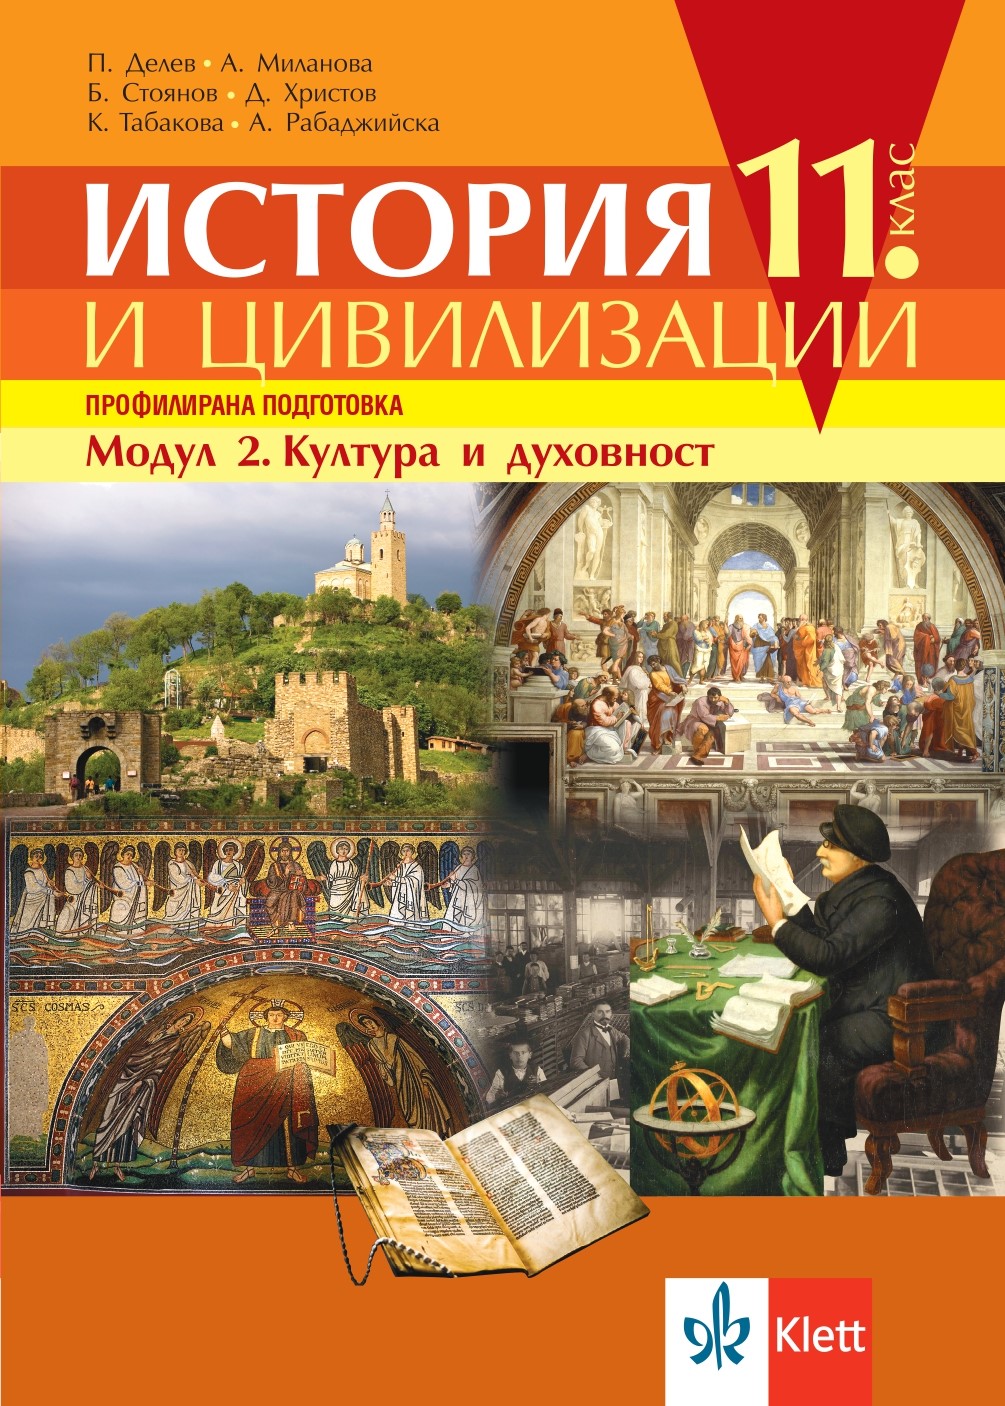 П. Делев • А. Миланова
Б. Стоянов • Д. Христов
К. Табакова • А. Рабаджийска
ИСТОРИЯ 11. клас
И ЦИВИЛИЗАЦИИ
ПРОФИЛИРАНА ПОДГОТОВКА
Модул 2. Култура и духовност
SCS COSMAS
Klett